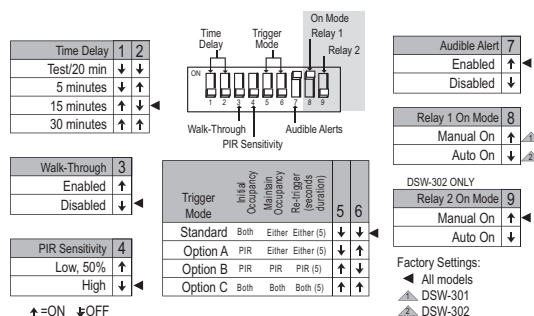 Time Delay 1 2
Test/20 min ↓ ↓
5 minutes ↓ ↑
15 minutes ↑ ↓ ◄
30 minutes ↑ ↑
Walk-Through 3
Enabled ↑
Disabled ↓ ◄
PIR Sensitivity 4
Low, 50% ↑
High ↓ ◄
↑ =ON ↓=OFF
On Mode
Time Delay
Trigger Mode
Relay 1
Relay 2
ON
1 2 3 4 5 6 7 8 9
Walk-Through
Audible Alerts
PIR Sensitivity
Trigger Mode Initial Occupancy Maintain Occupancy Re-trigger (seconds duration) 5 6
Standard Both Either Either (5) ↓ ↓ ◄
Option A PIR Either Either (5) ↓ ↑
Option B PIR PIR PIR (5) ↑ ↓
Option C Both Both Both (5) ↑ ↑
Audible Alert 7
Enabled ↑ ◄
Disabled ↓
Relay 1 On Mode 8
Manual On ↑ 1
Auto On ↓ 2
DSW-302 ONLY
Relay 2 On Mode 9
Manual On ↑ ◄
Auto On ↓
Factory Settings:
◄ All models
1 DSW-301
2 DSW-302